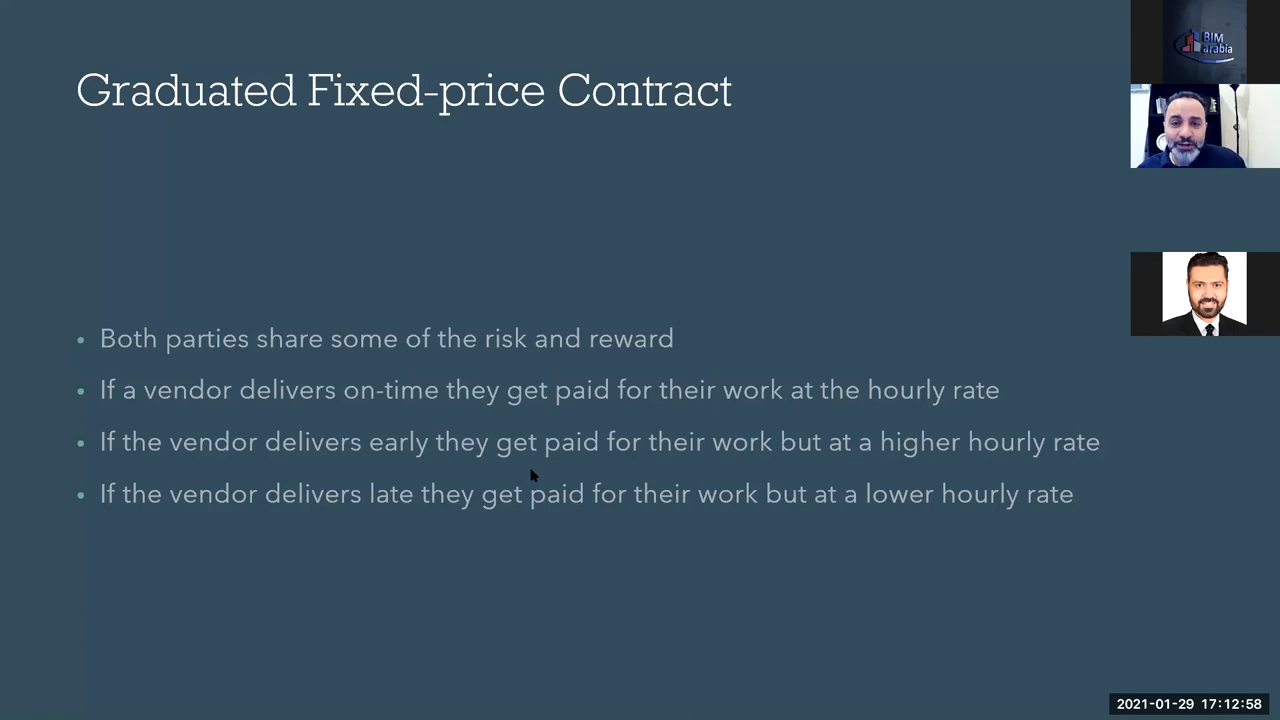 Graduated Fixed-price Contract
BIM
arabia
Both parties share some of the risk and reward
If a vendor delivers on-time they get paid for their work at the hourly rate
If the vendor delivers early they get paid for their work but at a higher hourly rate
If the vendor delivers late they get paid for their work but at a lower hourly rate
2021-01-29 17:12:58